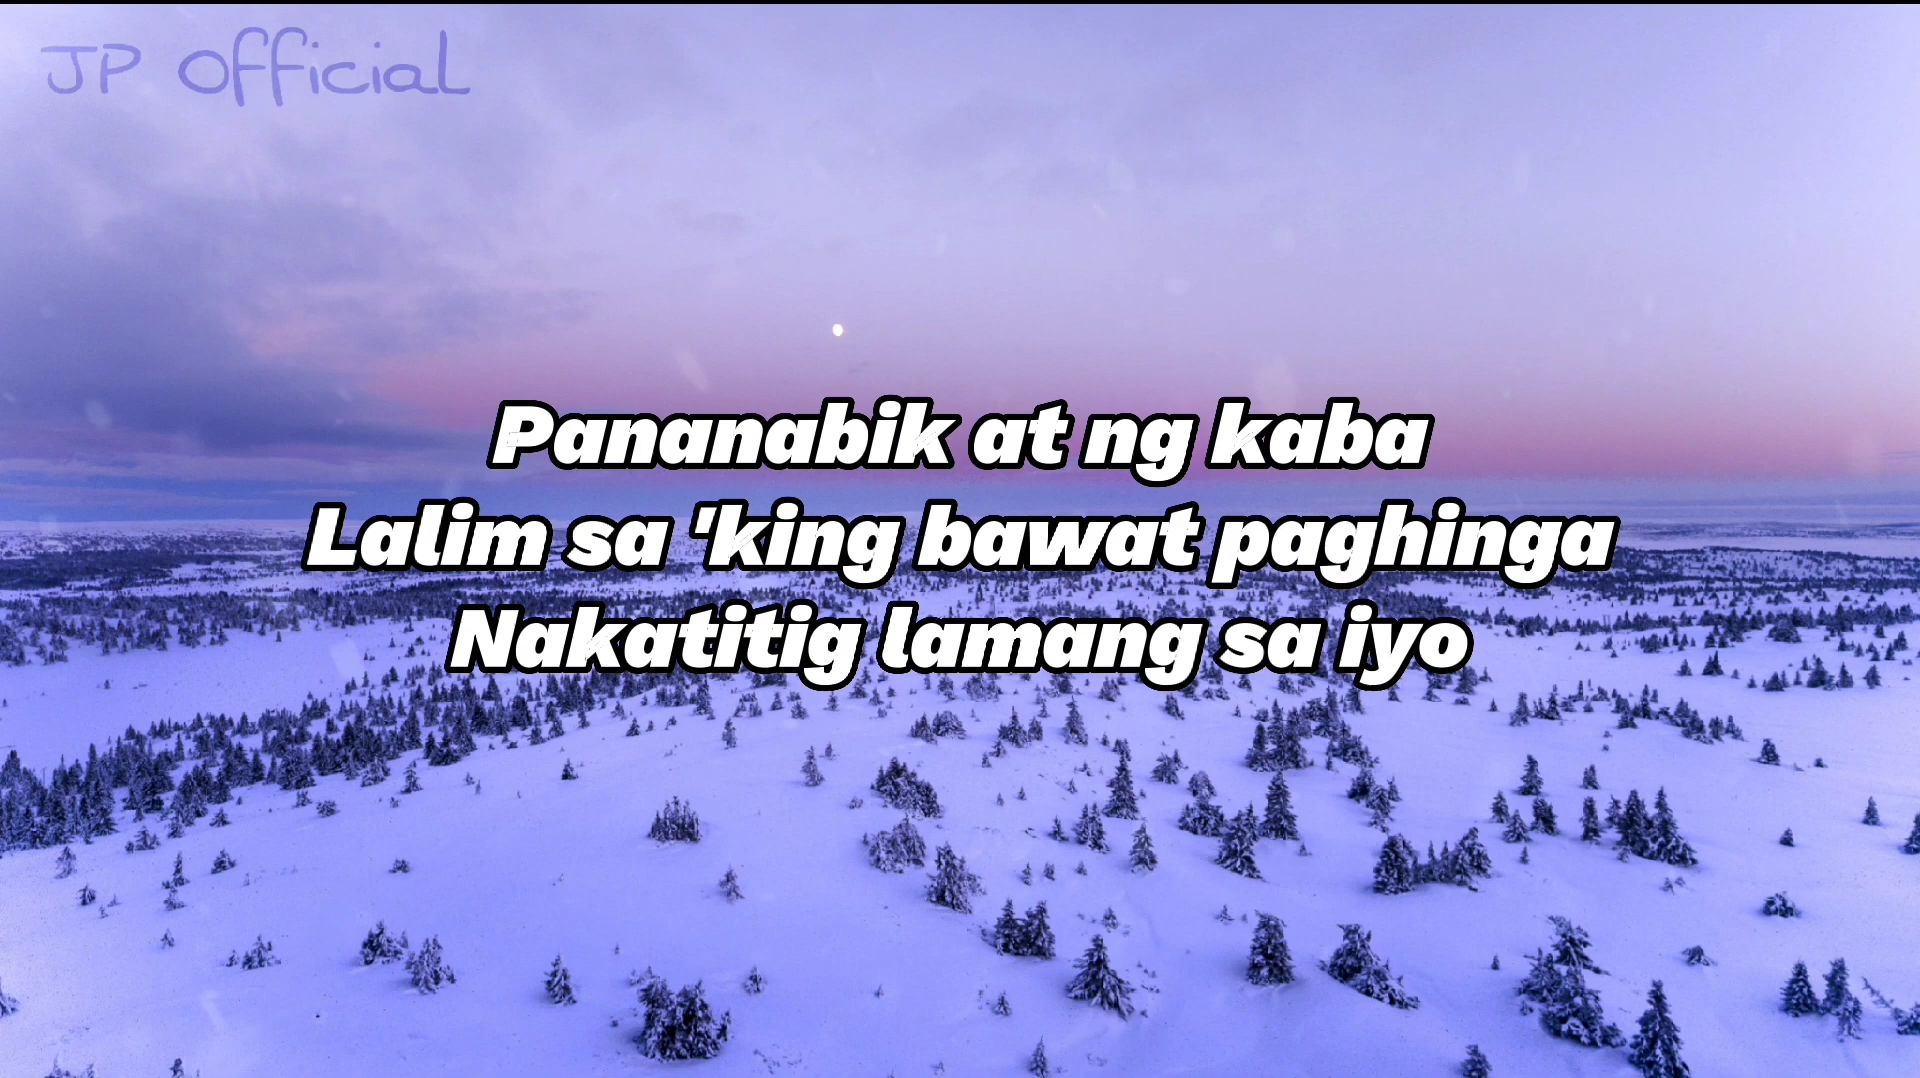 JP Official
Pananabik at ng kaba
Lalim sa 'king bawat paghinga
Nakatitig lamang sa iyo